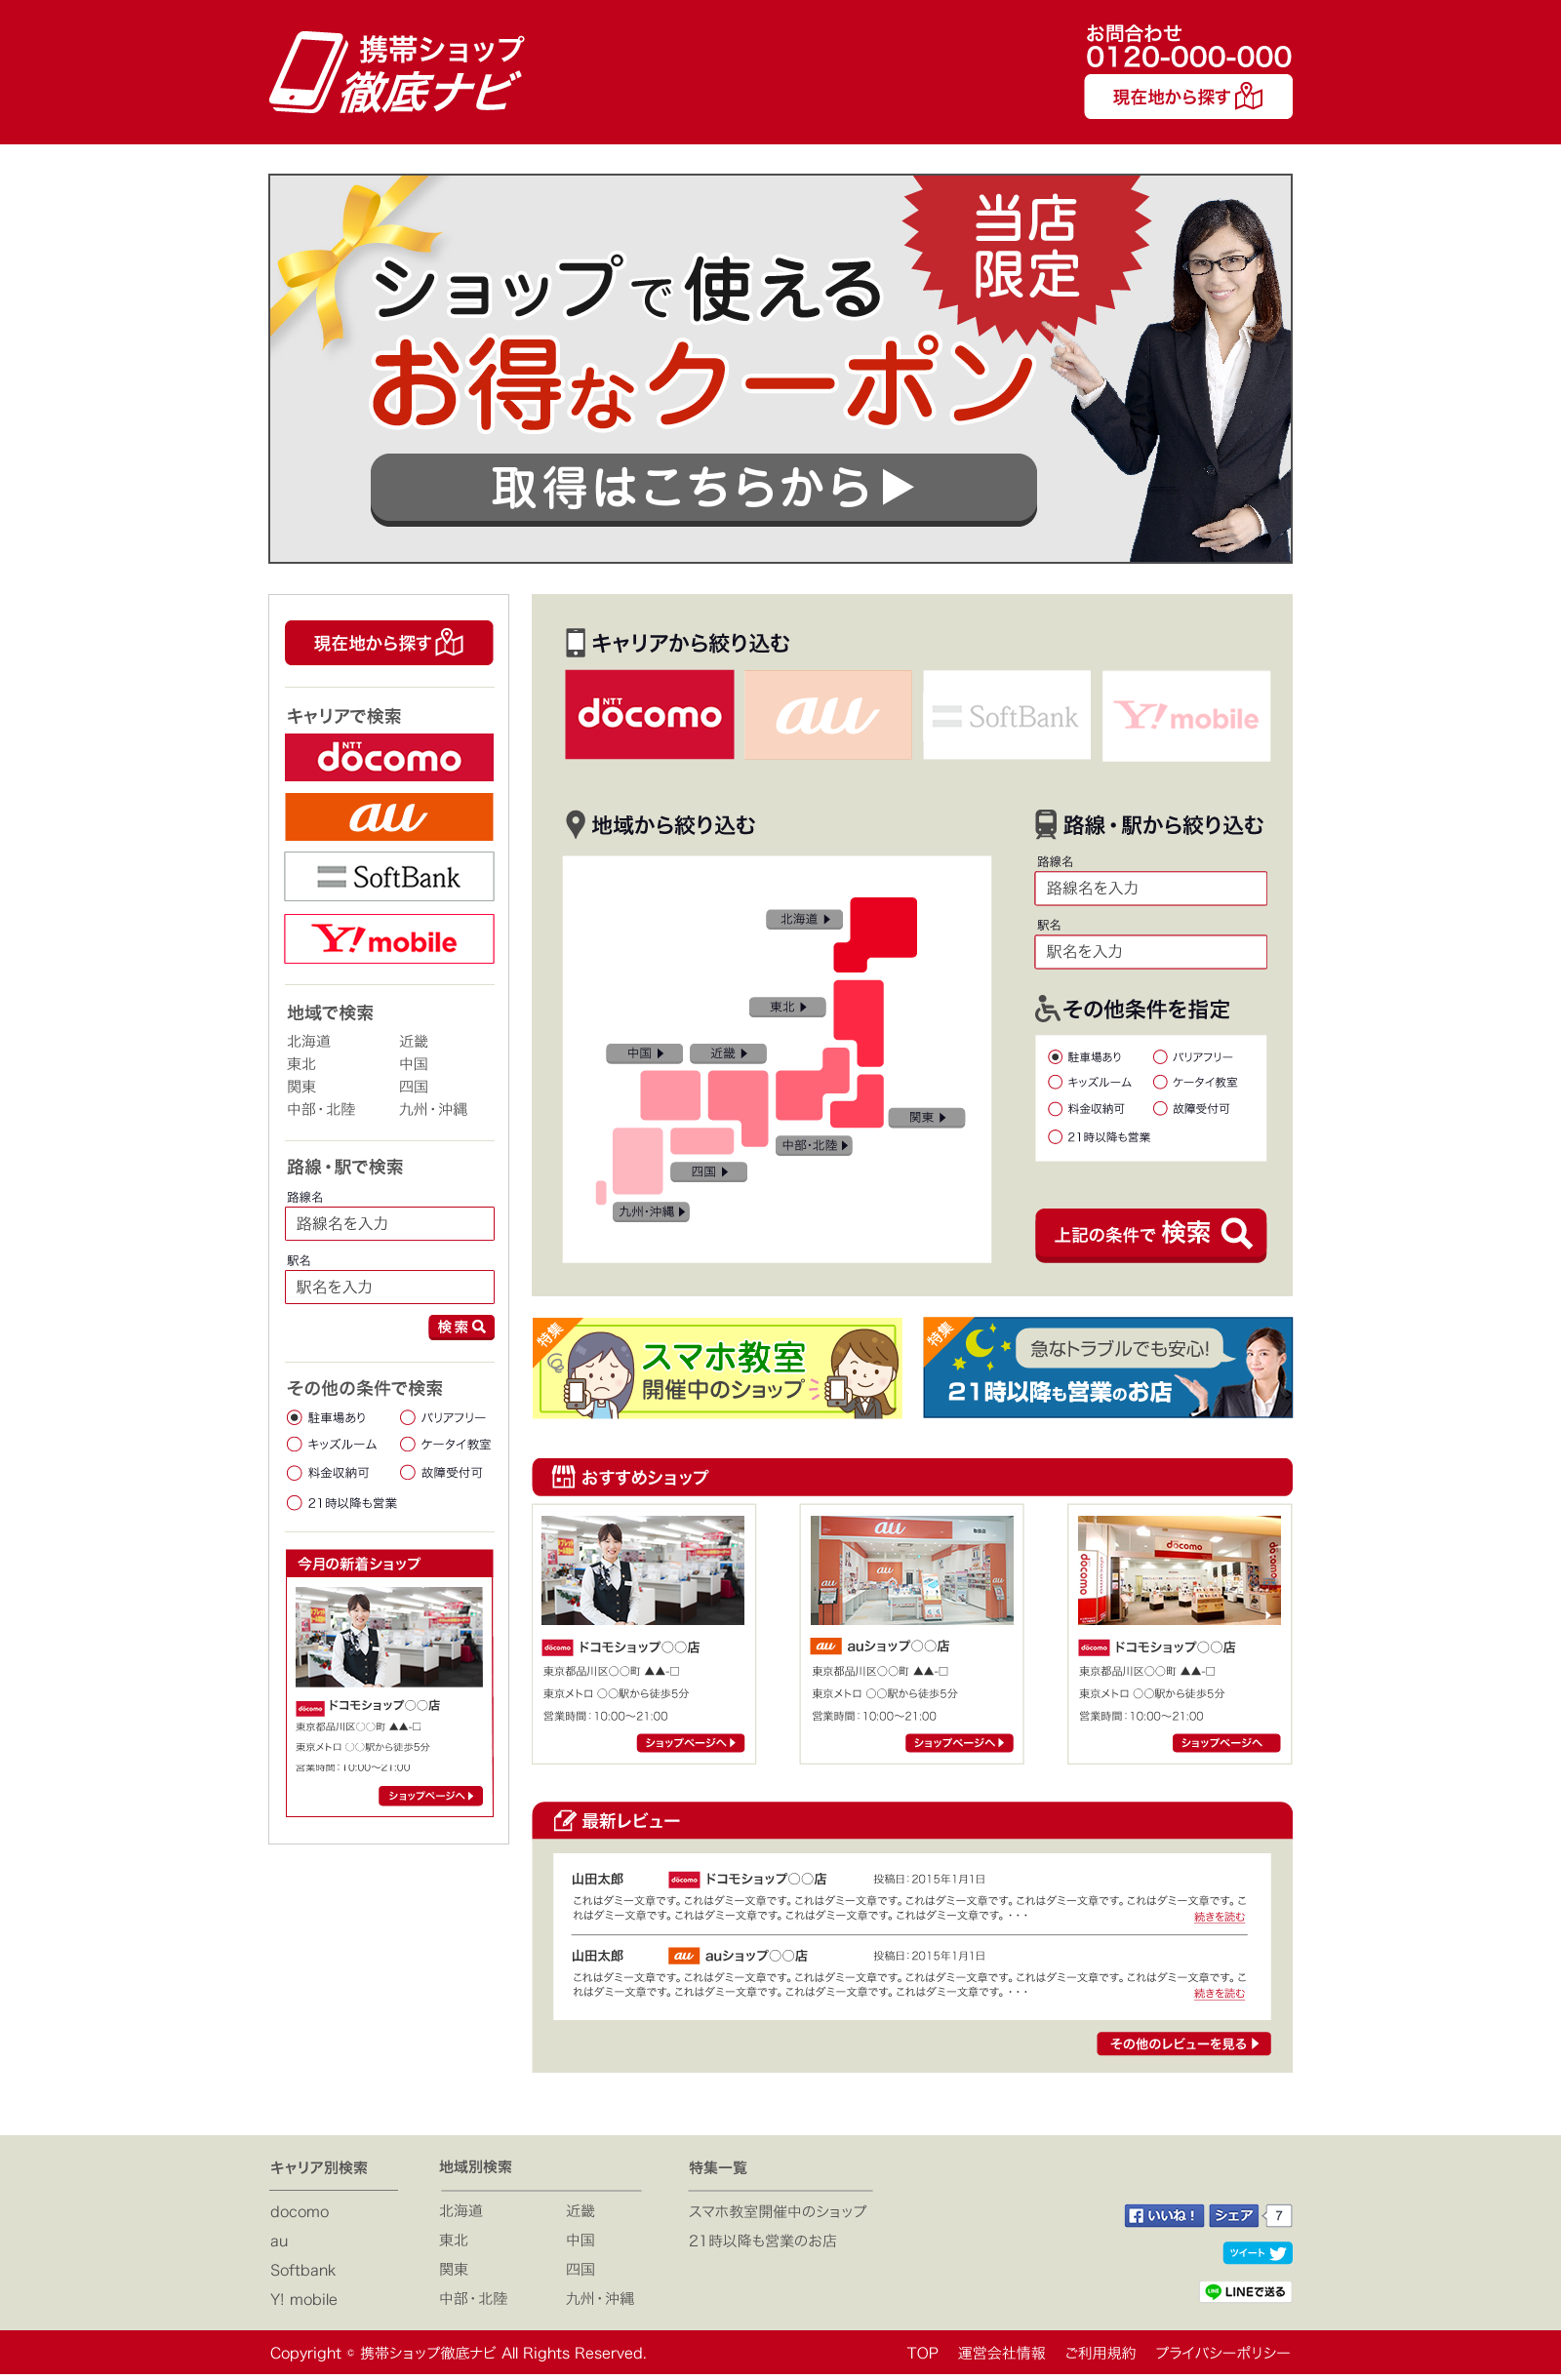 携帯ショップ
徹底ナビ
お問合わせ
0120-000-000
現在地から探す
ショップで使える
お得なクーポン
当店
限定
取得はこちらから▶
現在地から探す
キャリアで検索
NTT
docomo
au
SoftBank
Y!mobile
地域で検索
北海道 近畿
東北 中国
関東 四国
中部・北陸 九州・沖縄
路線・駅で検索
路線名
路線名を入力
駅名
駅名を入力
検索
その他の条件で検索
駐車場あり バリアフリー
キッズルーム ケータイ教室
料金収納可 故障受付可
21時以降も営業
今月の新着ショップ
docomo ドコモショップ○○店
東京都品川区○○町 ▲▲-□
東京メトロ ○○駅から徒歩5分
営業時間：10:00〜21:00
ショップページへ▶
キャリアから絞り込む
NTT
docomo
au
SoftBank
Y!mobile
地域から絞り込む
北海道▶
東北▶
中国▶
近畿▶
関東▶
中部・北陸▶
四国▶
九州・沖縄▶
路線・駅から絞り込む
路線名
路線名を入力
駅名
駅名を入力
その他条件を指定
駐車場あり バリアフリー
キッズルーム ケータイ教室
料金収納可 故障受付可
21時以降も営業
上記の条件で 検索
特集
スマホ教室
開催中のショップ
特集
急なトラブルでも安心!
21時以降も営業のお店
おすすめショップ
docomo ドコモショップ○○店
東京都品川区○○町 ▲▲-□
東京メトロ ○○駅から徒歩5分
営業時間：10:00〜21:00
ショップページへ▶
au
au
au
au
au auショップ○○店
東京都品川区○○町 ▲▲-□
東京メトロ ○○駅から徒歩5分
営業時間：10:00〜21:00
ショップページへ▶
docomo
docomo
docomo
docomo ドコモショップ○○店
東京都品川区○○町 ▲▲-□
東京メトロ ○○駅から徒歩5分
営業時間：10:00〜21:00
ショップページへ
最新レビュー
山田太郎 docomo ドコモショップ○○店 投稿日：2015年1月1日
これはダミー文章です。これはダミー文章です。これはダミー文章です。これはダミー文章です。これはダミー文章です。これはダミー文章です。こ
れはダミー文章です。これはダミー文章です。これはダミー文章です。これはダミー文章です。・・・
続きを読む
山田太郎 au auショップ○○店 投稿日：2015年1月1日
これはダミー文章です。これはダミー文章です。これはダミー文章です。これはダミー文章です。これはダミー文章です。これはダミー文章です。こ
れはダミー文章です。これはダミー文章です。これはダミー文章です。これはダミー文章です。・・・
続きを読む
その他のレビューを見る▶
キャリア別検索
docomo
au
Softbank
Y! mobile
地域別検索
北海道 近畿
東北 中国
関東 四国
中部・北陸 九州・沖縄
特集一覧
スマホ教室開催中のショップ
21時以降も営業のお店
いいね！ シェア 7
ツイート
LINE LINEで送る
Copyright © 携帯ショップ徹底ナビ All Rights Reserved.
TOP 運営会社情報 ご利用規約 プライバシーポリシー